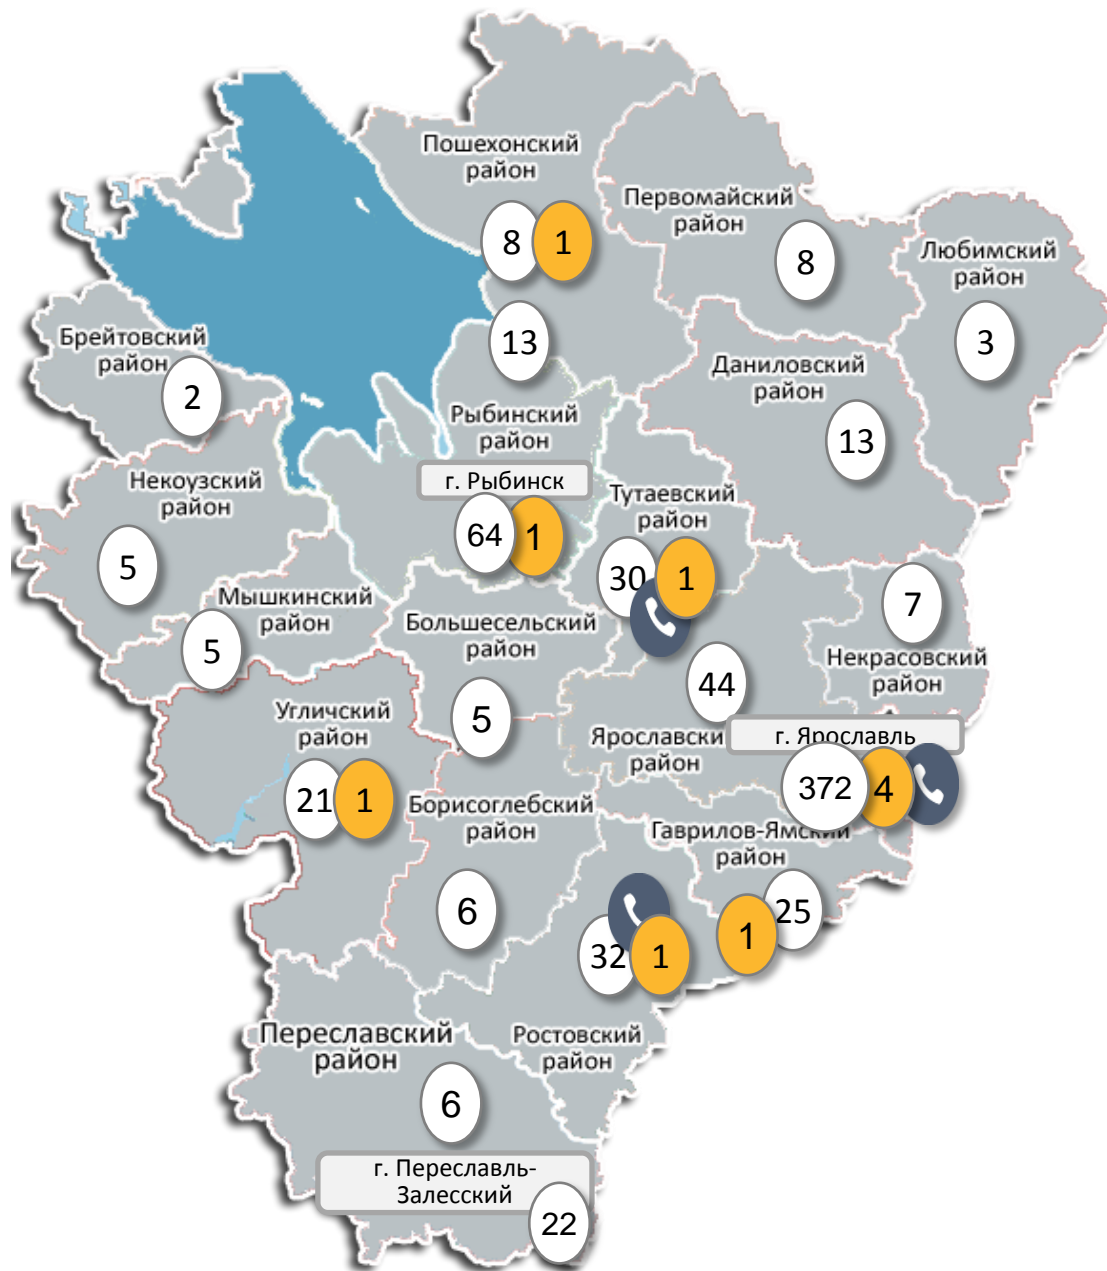 Пошехонский
район
8
1
Первомайский
район
8
Любимский
район
3
13
Брейтовский
район
2
Даниловский
район
13
Рыбинский
район
г. Рыбинск
64
1
Некоузский
район
5
Тутаевский
район
30
1
7
Некрасовский
район
Мышкинский
район
5
Большесельский
район
5
44
Ярославски
район
г. Ярославль
372
4
Угличский
район
21
1
Борисоглебский
район
6
Гаврилов-Ямский
район
25
1
32
1
Ростовский
район
Переславский
район
6
г. Переславль-
Залесский
22